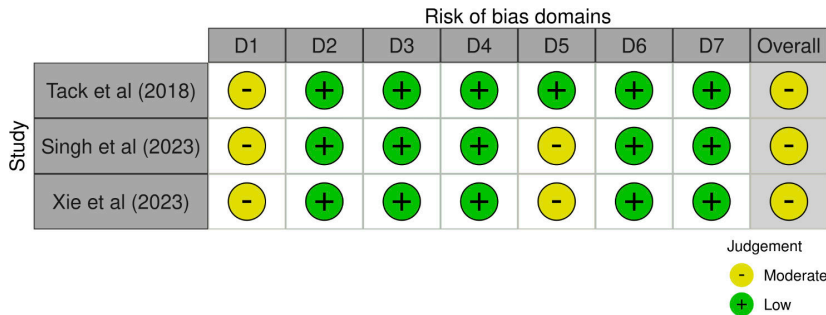 Risk of bias domains
D1 D2 D3 D4 D5 D6 D7 Overall
Study
Tack et al (2018) - + + + + + + -
Singh et al (2023) - + + + - + + -
Xie et al (2023) - + + + - + + -
Judgement
- Moderate
+ Low